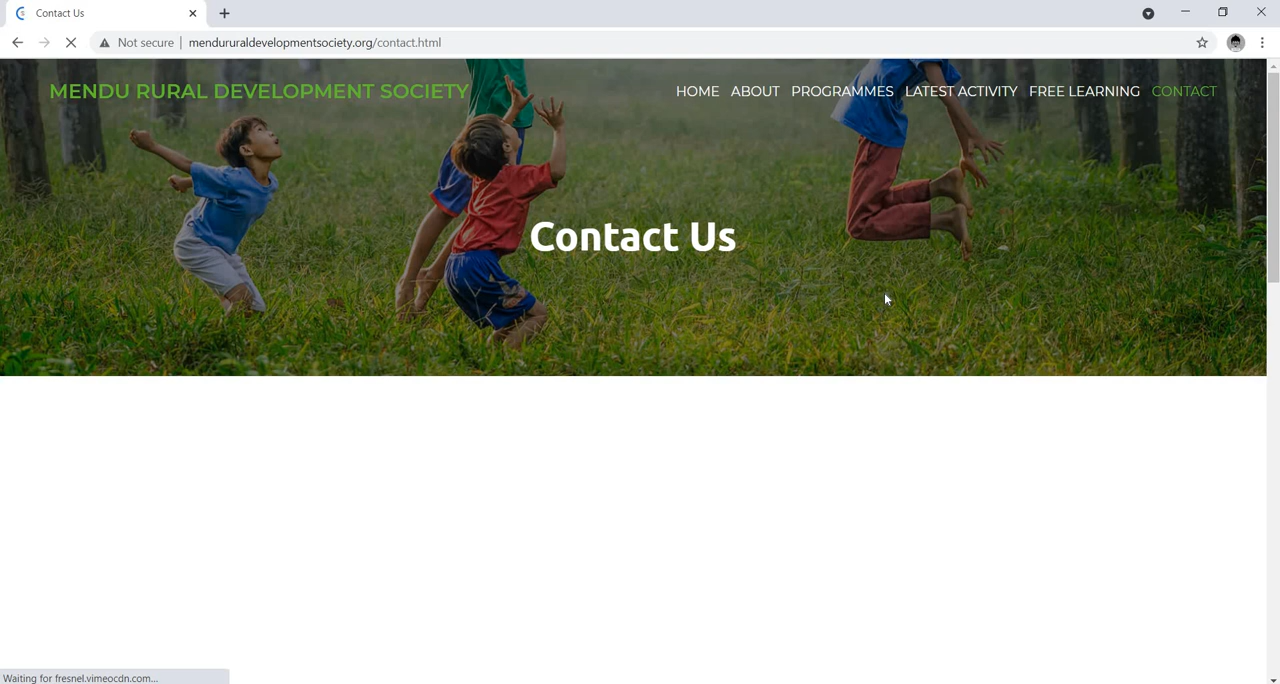 Contact Us
Not secure
mendururaldevelopmentsociety.org/contact.html
MENDU RURAL DEVELOPMENT SOCIETY
HOME ABOUT PROGRAMMES LATEST ACTIVITY FREE LEARNING CONTACT
Contact Us
Waiting for fresnel.vimeocdn.com...